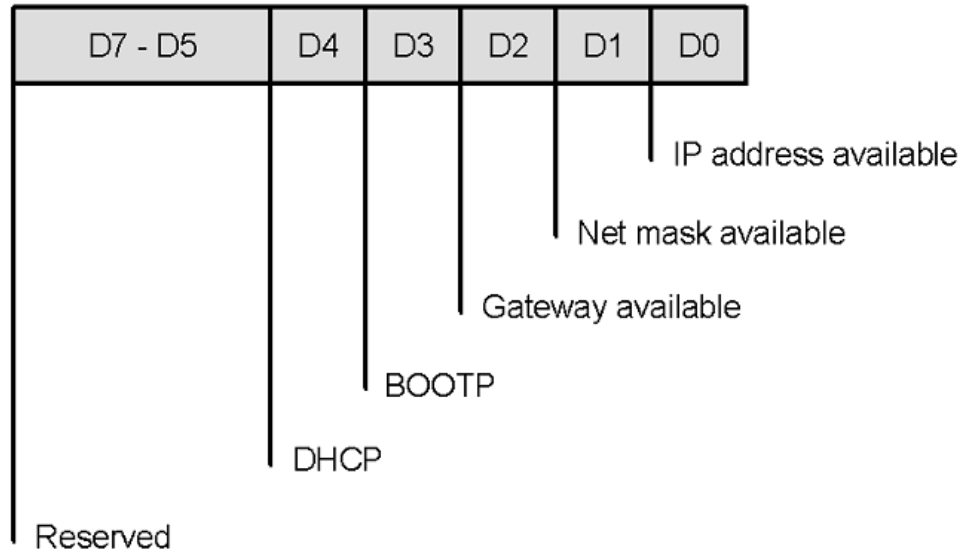 D7 - D5 D4 D3 D2 D1 D0
IP address available
Net mask available
Gateway available
BOOTP
DHCP
Reserved